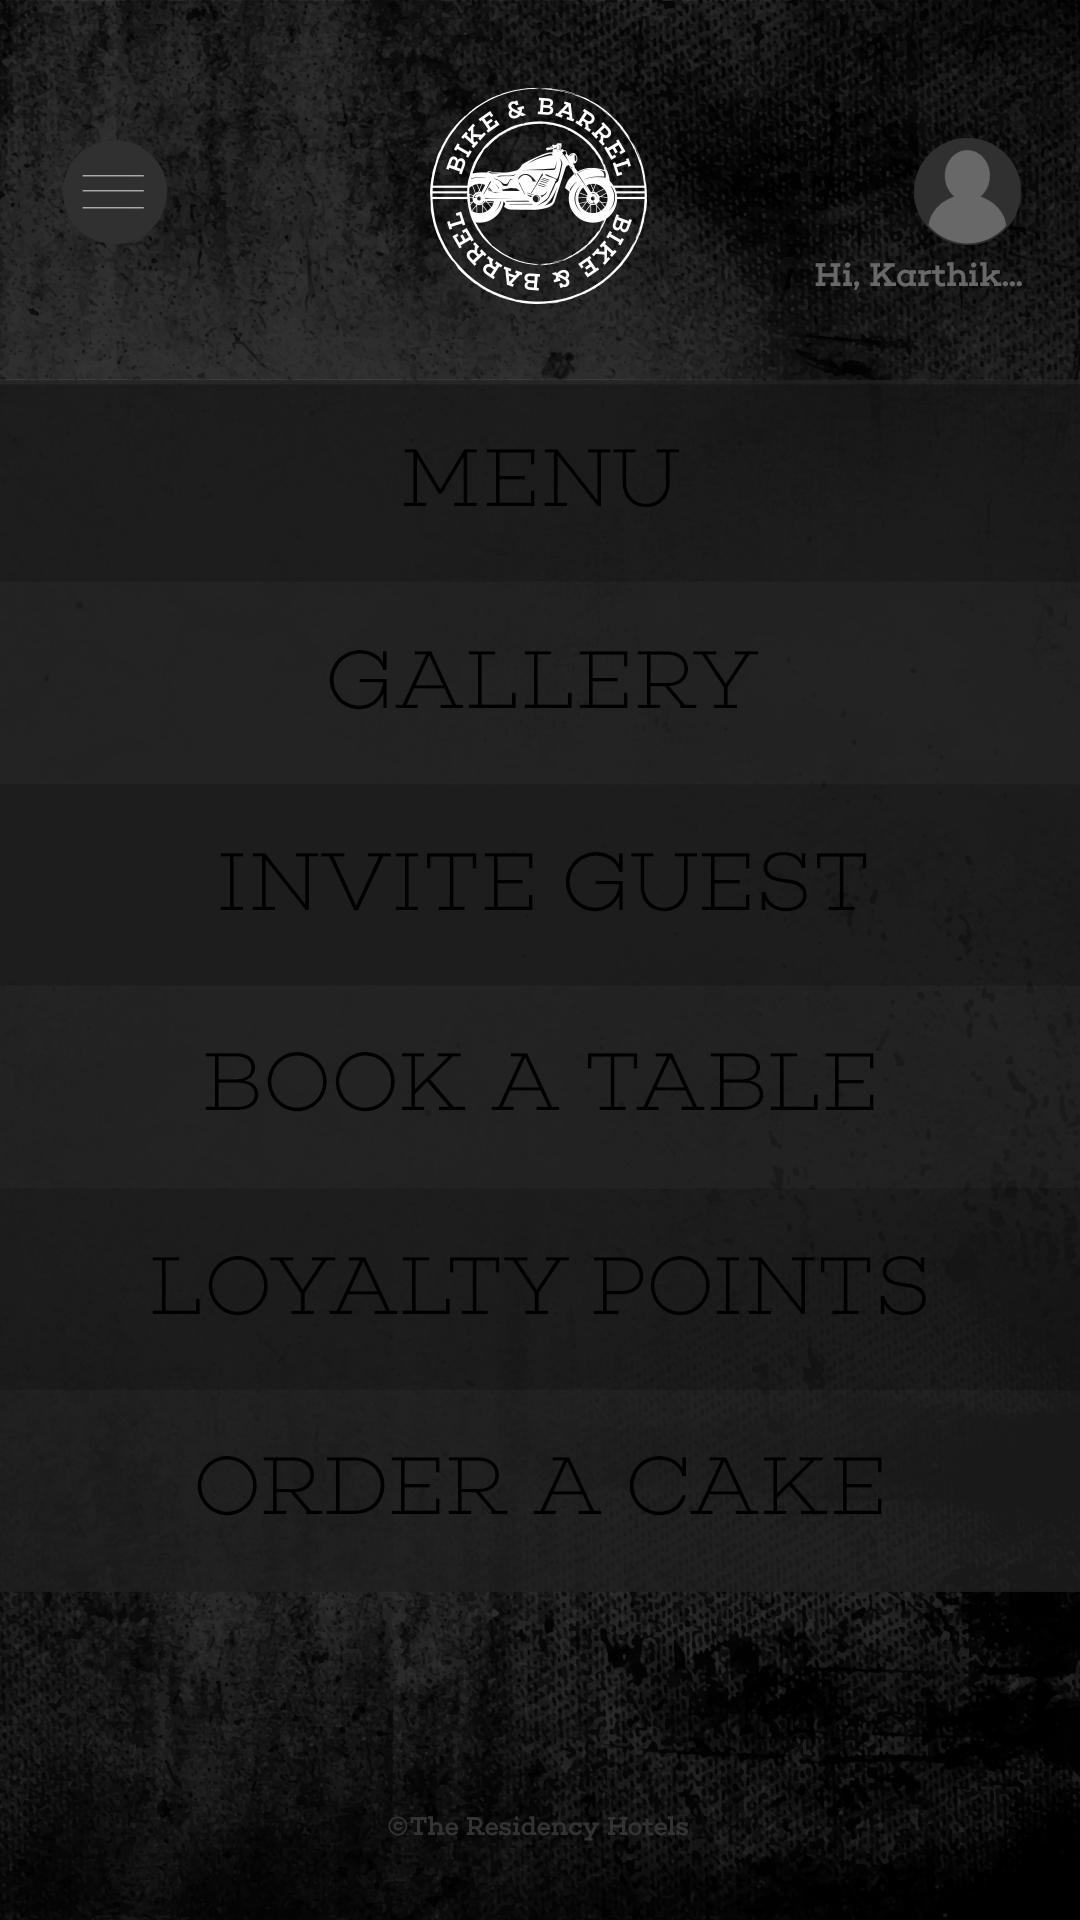 BIKE & BARREL
BIKE & BARREL
Hi, Karthik...
MENU
GALLERY
INVITE GUEST
BOOK A TABLE
LOYALTY POINTS
ORDER A CAKE
©The Residency Hotels